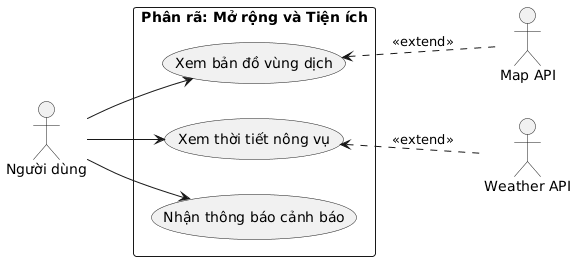 Phân rã: Mở rộng và Tiện ích
Xem bản đồ vùng dịch
«extend»
Map API
Người dùng
Xem thời tiết nông vụ
«extend»
Weather API
Nhận thông báo cảnh báo